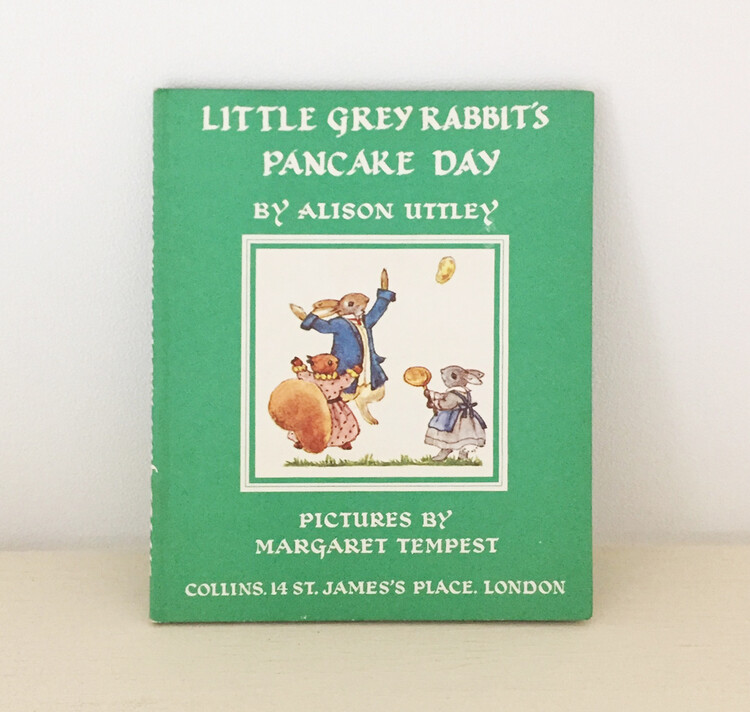 LITTLE GREY RABBIT'S
PANCAKE DAY
BY ALISON UTTLEY
PICTURES BY
MARGARET TEMPEST
COLLINS. 14 ST. JAMES'S PLACE. LONDON